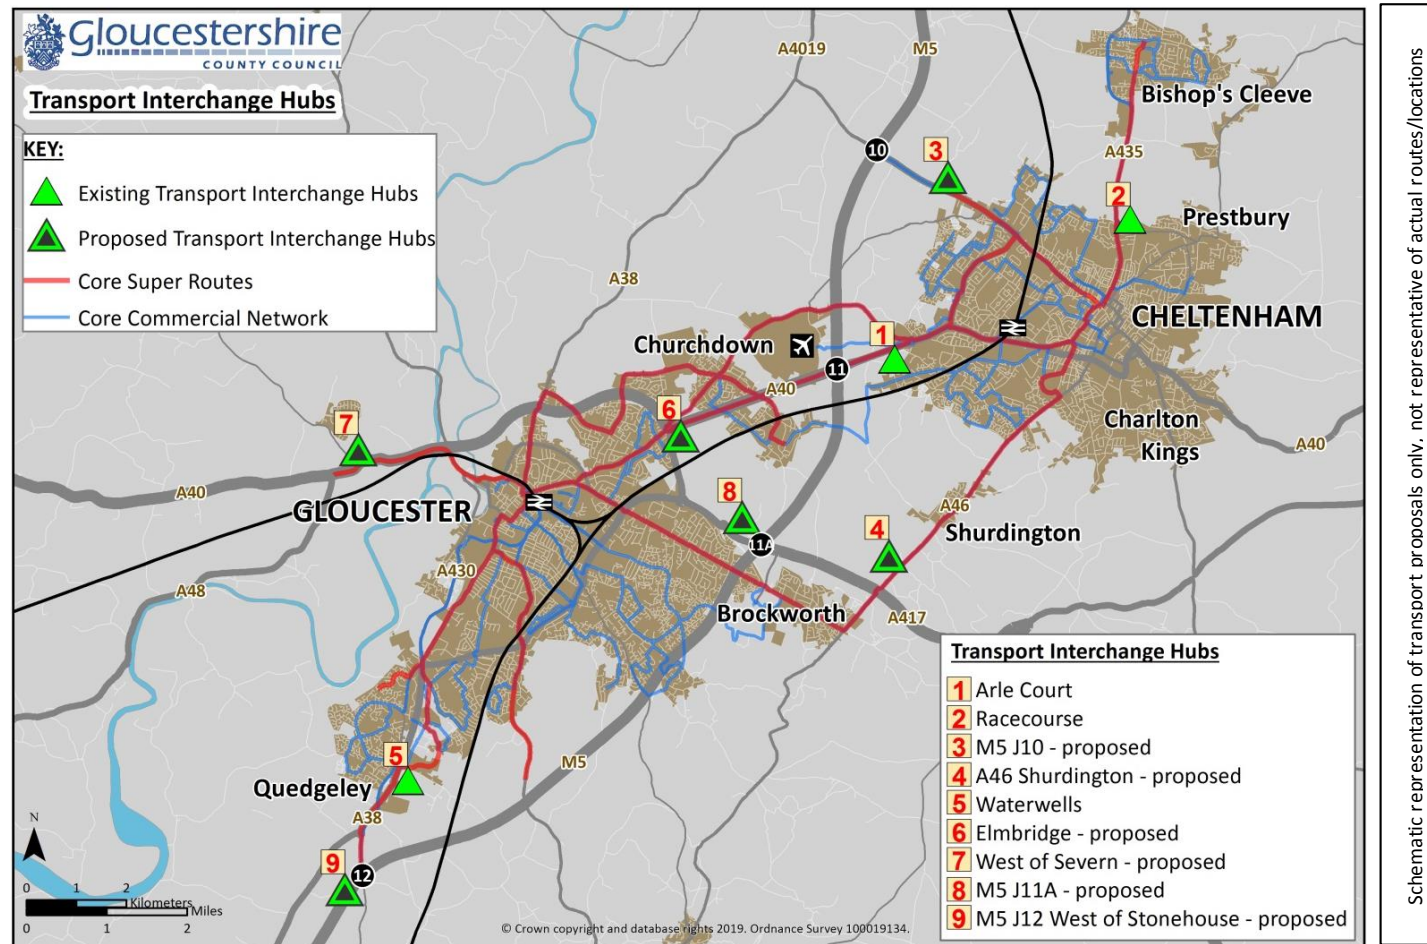 Gloucestershire
COUNTY COUNCIL
Transport Interchange Hubs
KEY:
Existing Transport Interchange Hubs
Proposed Transport Interchange Hubs
Core Super Routes
Core Commercial Network
A4019
M5
Bishop's Cleeve
10
3
A435
2
Prestbury
A38
CHELTENHAM
Churchdown
1
11
A40
6
7
Charlton
Kings
A40
A40
GLOUCESTER
8
11A
4
A46
Shurdington
A430
A48
Brockworth
A417
5
M5
Quedgeley
A38
9
12
N
0 1 2
Kilometers
Miles
0 1 2
Transport Interchange Hubs
1 Arle Court
2 Racecourse
3 M5 J10 - proposed
4 A46 Shurdington - proposed
5 Waterwells
6 Elmbridge - proposed
7 West of Severn - proposed
8 M5 J11A - proposed
9 M5 J12 West of Stonehouse - proposed
© Crown copyright and database rights 2019. Ordnance Survey 100019134.
Schematic representation of transport proposals only, not representative of actual routes/locations